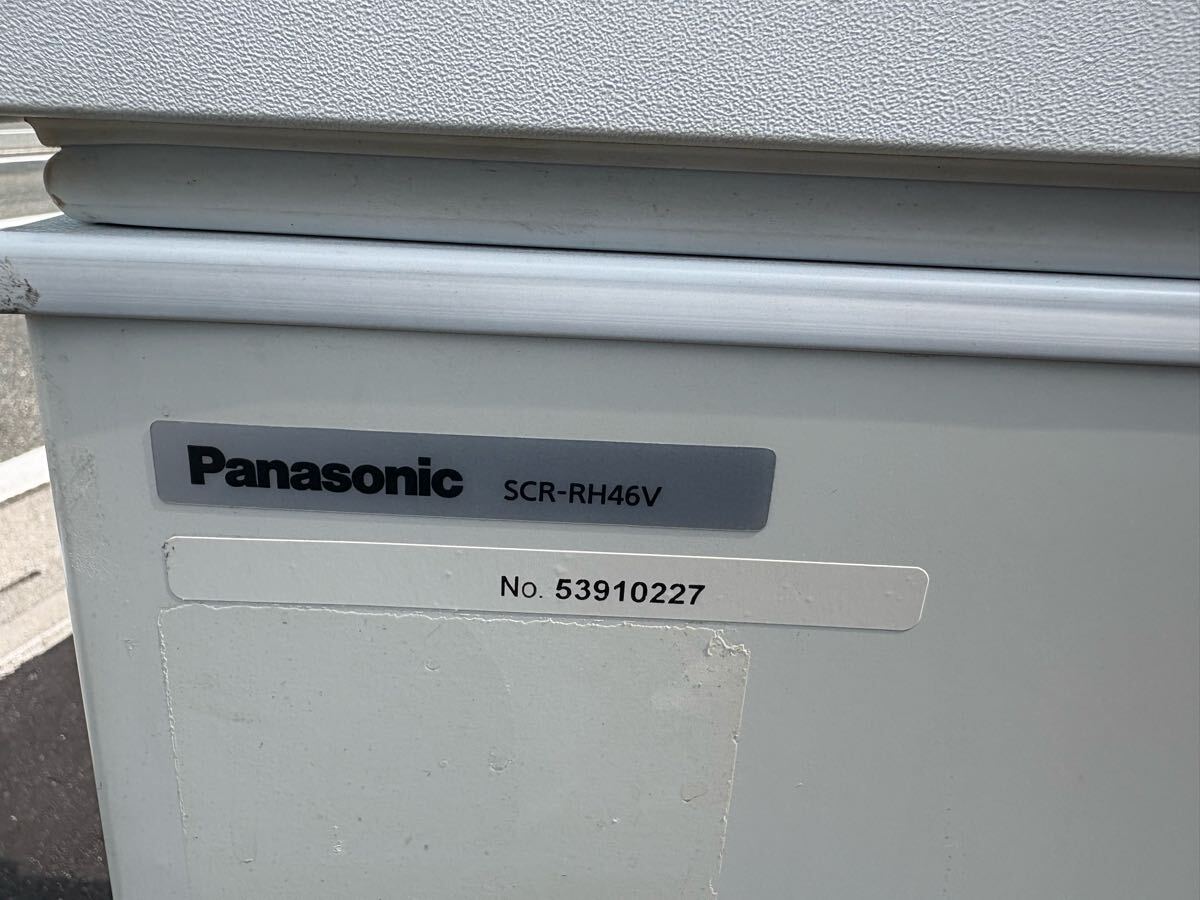 Panasonic SCR-RH46V
No. 53910227